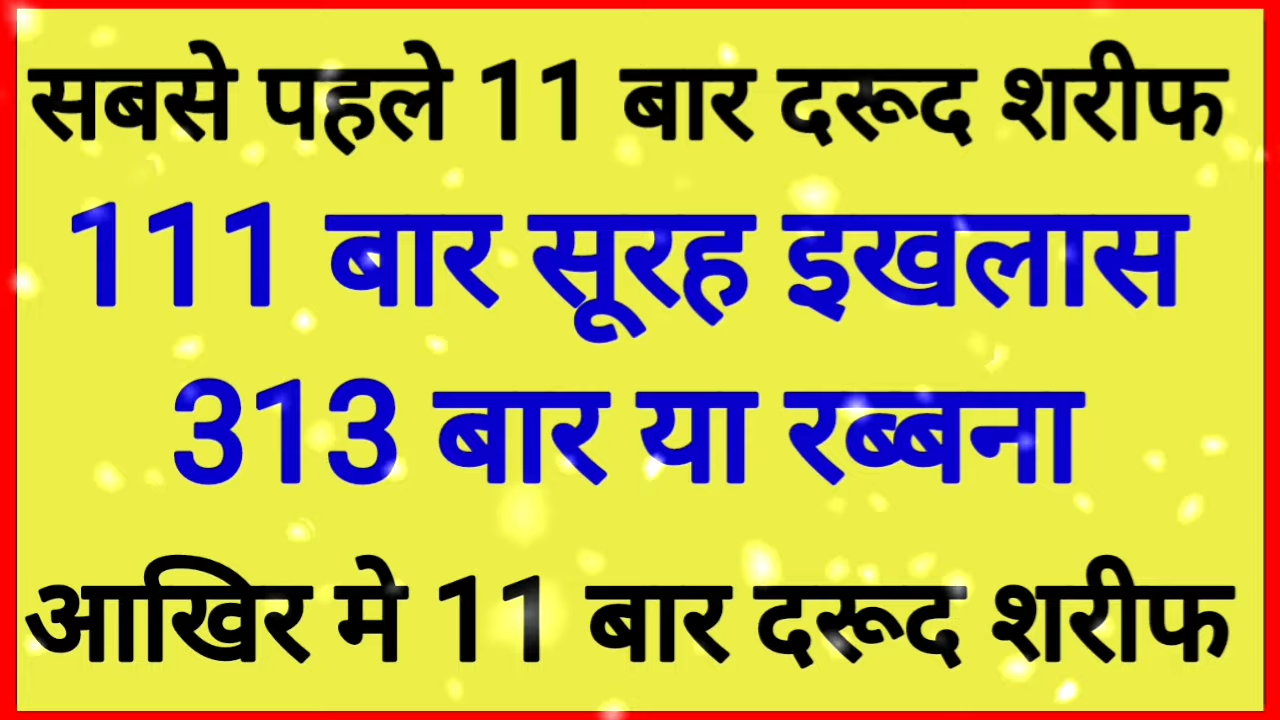 सबसे पहले 11 बार दरूद शरीफ
111 बार सूरह इखलास
313 बार या रब्बना
आखिर मे 11 बार दरूद शरीफ